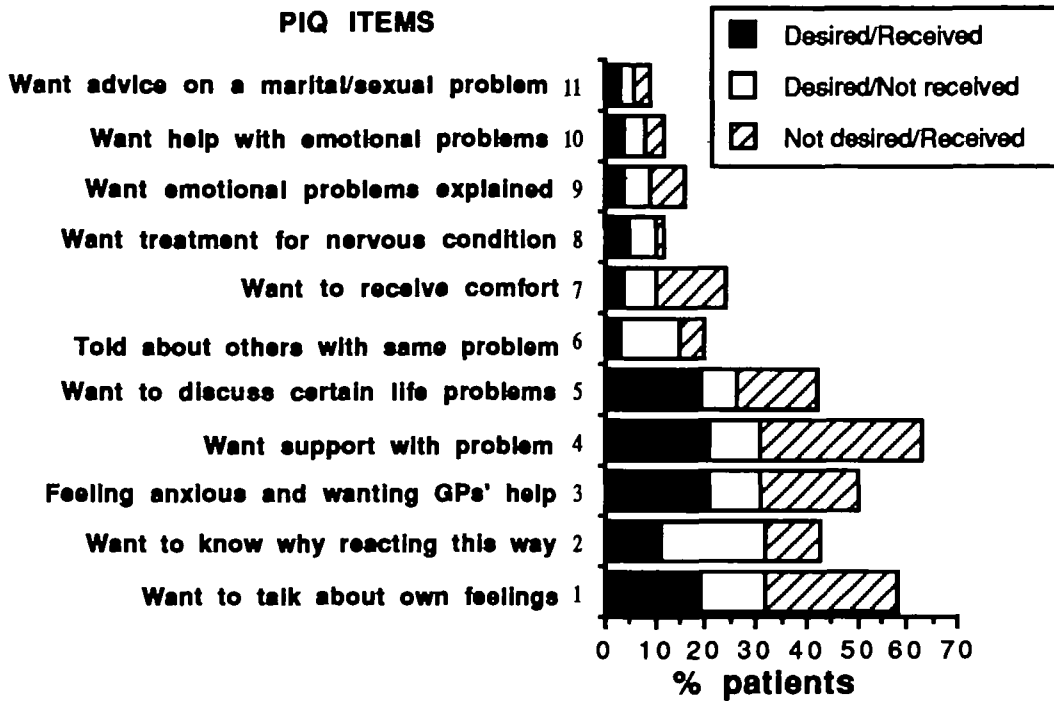 PIQ ITEMS
Desired/Received
Desired/Not received
Not desired/Received
Want advice on a marital/sexual problem 11
Want help with emotional problems 10
Want emotional problems explained 9
Want treatment for nervous condition 8
Want to receive comfort 7
Told about others with same problem 6
Want to discuss certain life problems 5
Want support with problem 4
Feeling anxious and wanting GPs' help 3
Want to know why reacting this way 2
Want to talk about own feelings 1
0 10 20 30 40 50 60 70
% patients